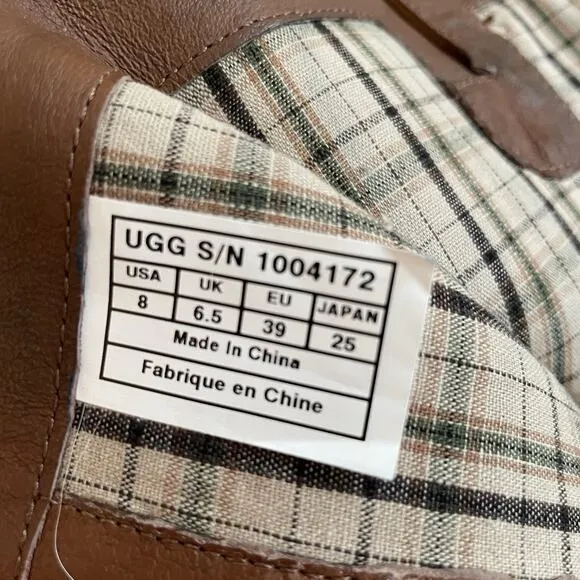 UGG S/N 1004172
USA UK EU JAPAN
8 6.5 39 25
Made In China
Fabrique en Chine